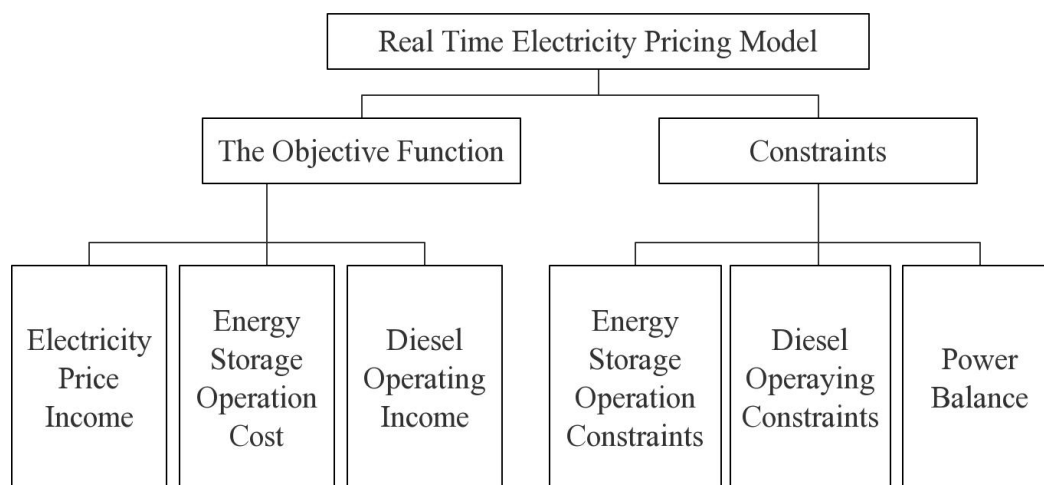 Real Time Electricity Pricing Model
The Objective Function
Constraints
Electricity
Price
Income
Energy
Storage
Operation
Cost
Diesel
Operating
Income
Energy
Storage
Operation
Constraints
Diesel
Operaying
Constraints
Power
Balance